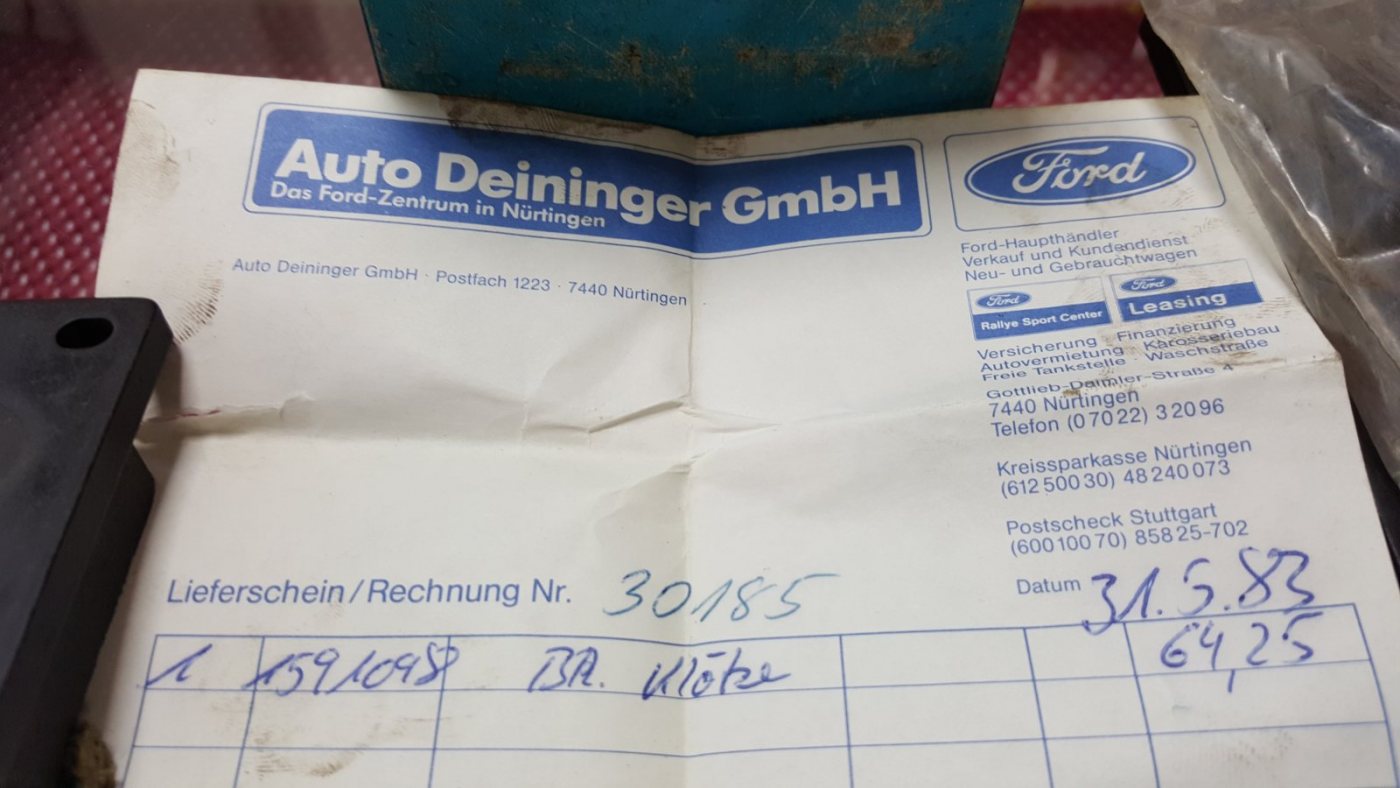 Auto Deininger GmbH
Das Ford-Zentrum in Nürtingen
Ford
Auto Deininger GmbH · Postfach 1223 · 7440 Nürtingen
Ford-Haupthändler
Verkauf und Kundendienst
Neu- und Gebrauchtwagen
Ford Ford
Rallye Sport Center Leasing
Versicherung Finanzierung
Autovermietung Karosseriebau
Freie Tankstelle Waschstraße
Gottlieb-Daimler-Straße 4
7440 Nürtingen
Telefon (07022) 32096
Kreissparkasse Nürtingen
(612 500 30) 48 240 073
Postscheck Stuttgart
(600 100 70) 858 25-702
Lieferschein/Rechnung Nr. 30185 Datum 31.5.83
1 1591098 BR. Klötze 64,25